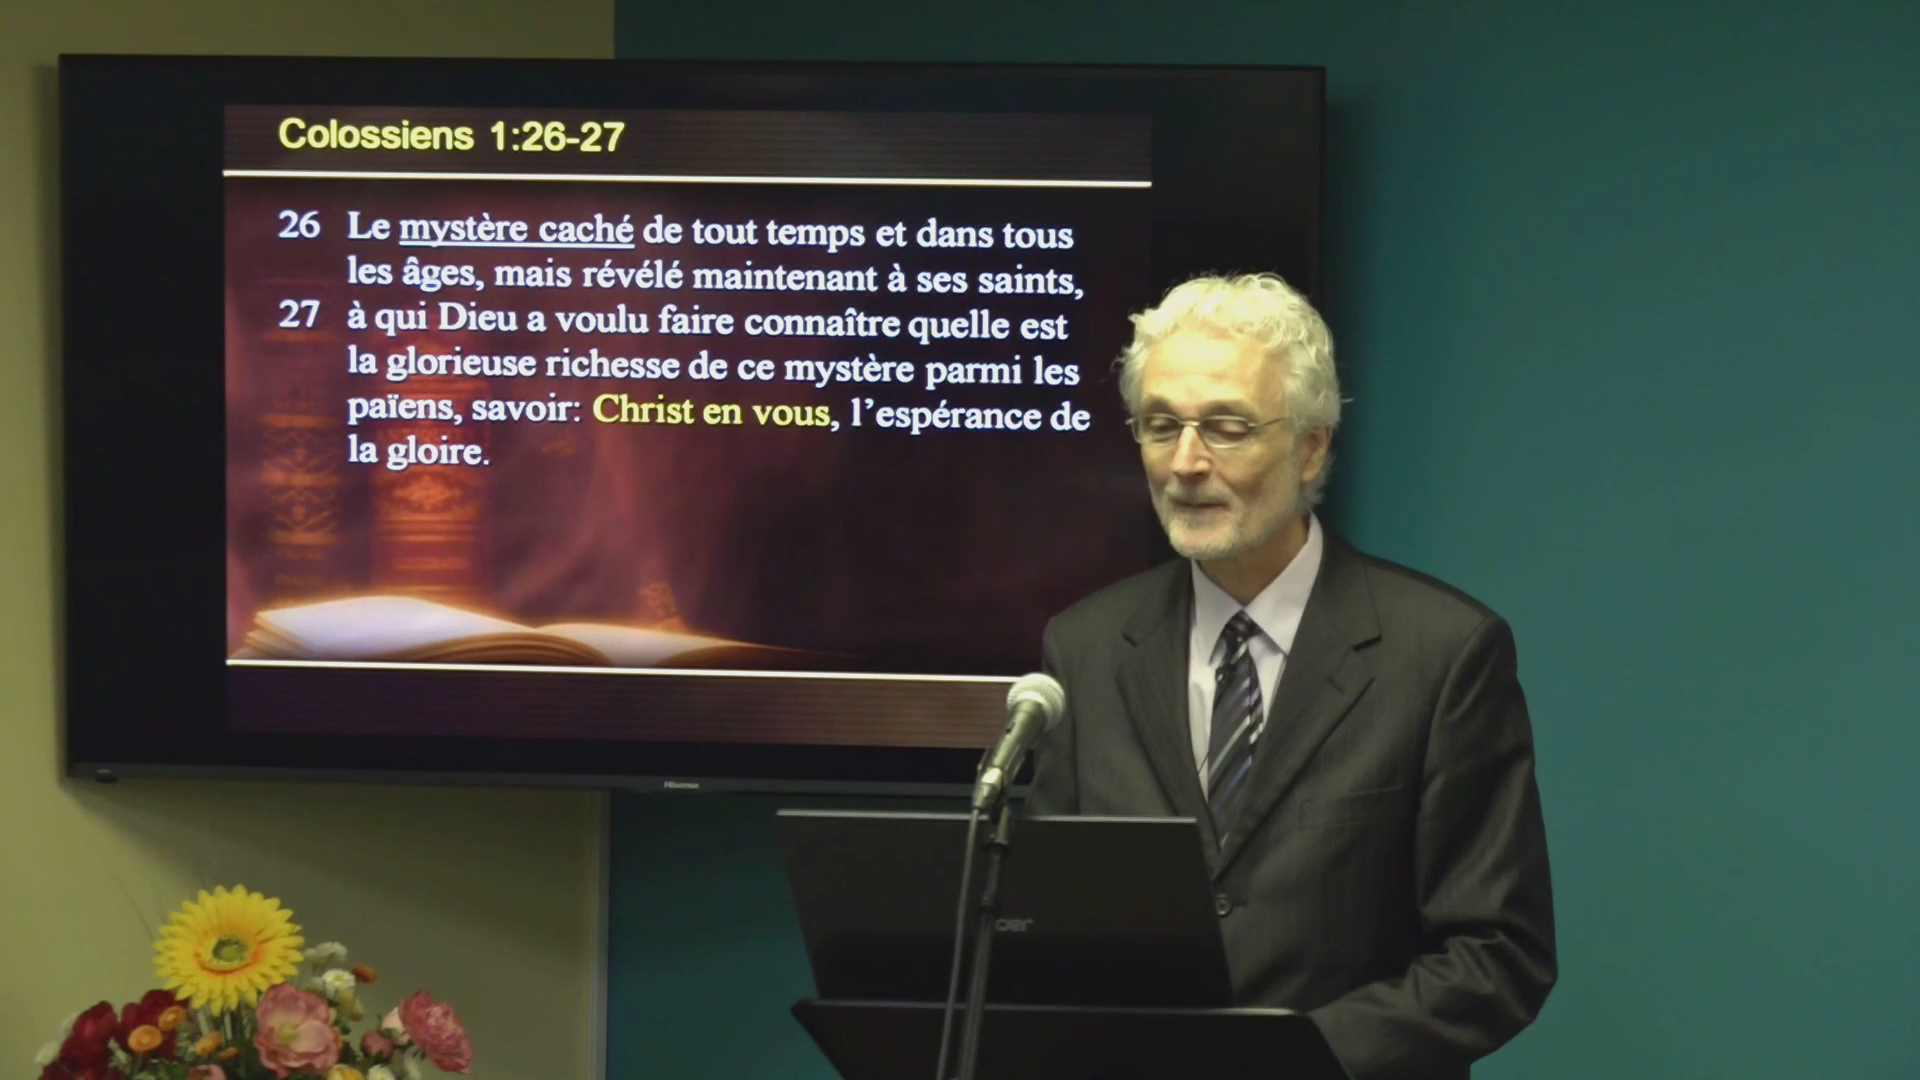 Colossiens 1:26-27
26 Le mystère caché de tout temps et dans tous
les âges, mais révélé maintenant à ses saints,
27 à qui Dieu a voulu faire connaître quelle est
la glorieuse richesse de ce mystère parmi les
païens, savoir: Christ en vous, l’espérance de
la gloire.
Hisense